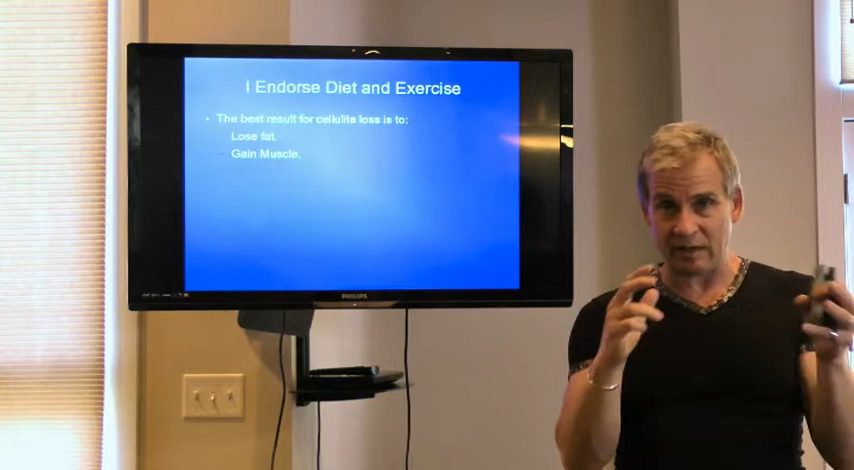 I Endorse Diet and Exercise
• The best result for cellulite loss is to:
Lose fat.
– Gain Muscle.
PHILIPS